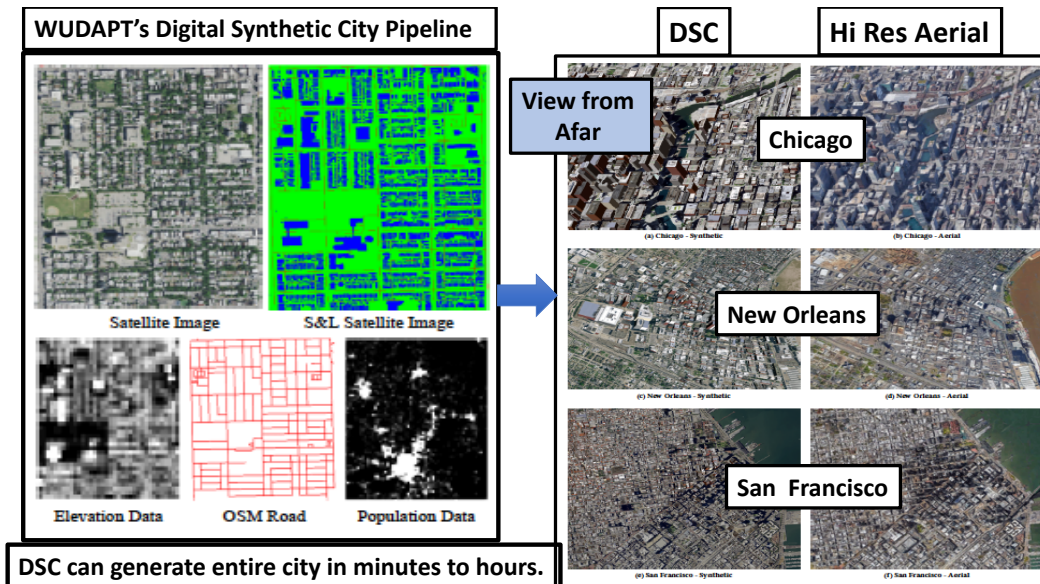 WUDAPT's Digital Synthetic City Pipeline
Satellite Image
S&L Satellite Image
Elevation Data
OSM Road
Population Data
DSC can generate entire city in minutes to hours.
DSC
Hi Res Aerial
View from
Afar
Chicago
(a) Chicago - Synthetic
(b) Chicago - Aerial
New Orleans
(c) New Orleans - Synthetic
(d) New Orleans - Aerial
San Francisco
(e) San Francisco - Synthetic
(f) San Francisco - Aerial